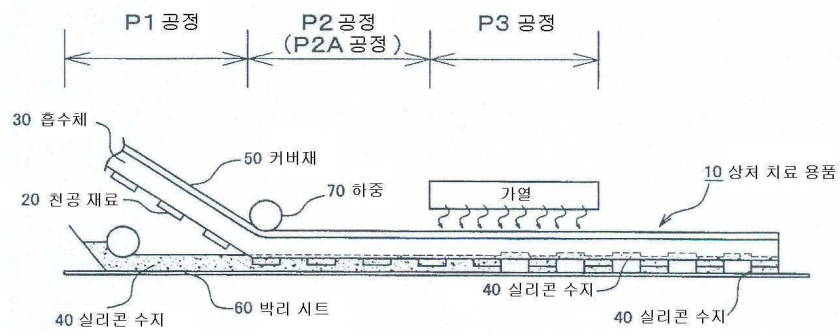 P1 공정
P2 공정
(P2A 공정)
P3 공정
30 흡수체
50 커버재
20 천공 재료
70 하중
가열
10 상처 치료 용품
40 실리콘 수지
60 박리 시트
40 실리콘 수지
40 실리콘 수지